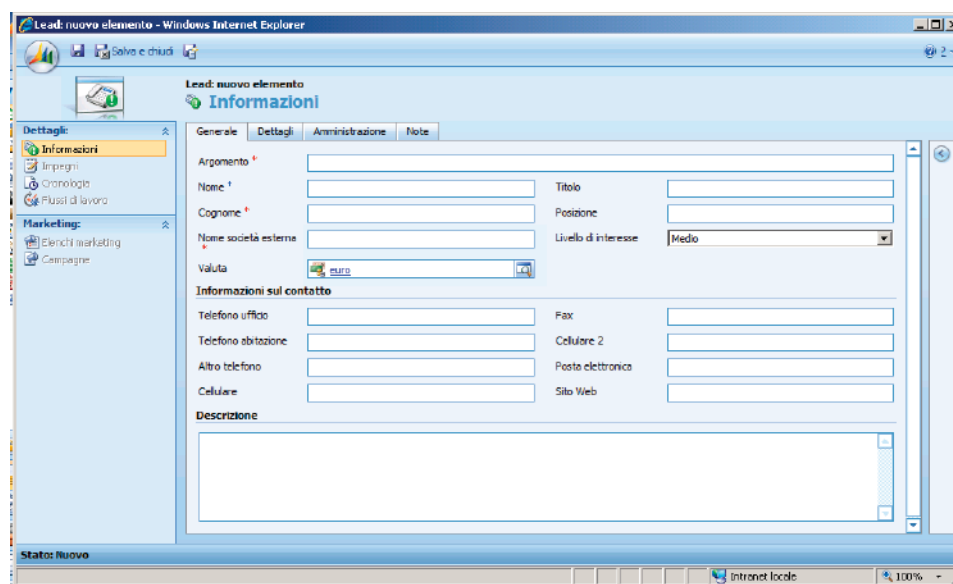 Lead: nuovo elemento - Windows Internet Explorer
Salva e chiudi
Lead: nuovo elemento
Informazioni
Dettagli:
Informazioni
Impegni
Cronologia
Flussi di lavoro
Marketing:
Elenchi marketing
Campagne
Generale Dettagli Amministrazione Note
Argomento *
Nome + Titolo
Cognome * Posizione
Nome società esterna * Livello di interesse Medio
Valuta euro
Informazioni sul contatto
Telefono ufficio Fax
Telefono abitazione Cellulare 2
Altro telefono Posta elettronica
Cellulare Sito Web
Descrizione
Stato: Nuovo
Intranet locale 100%